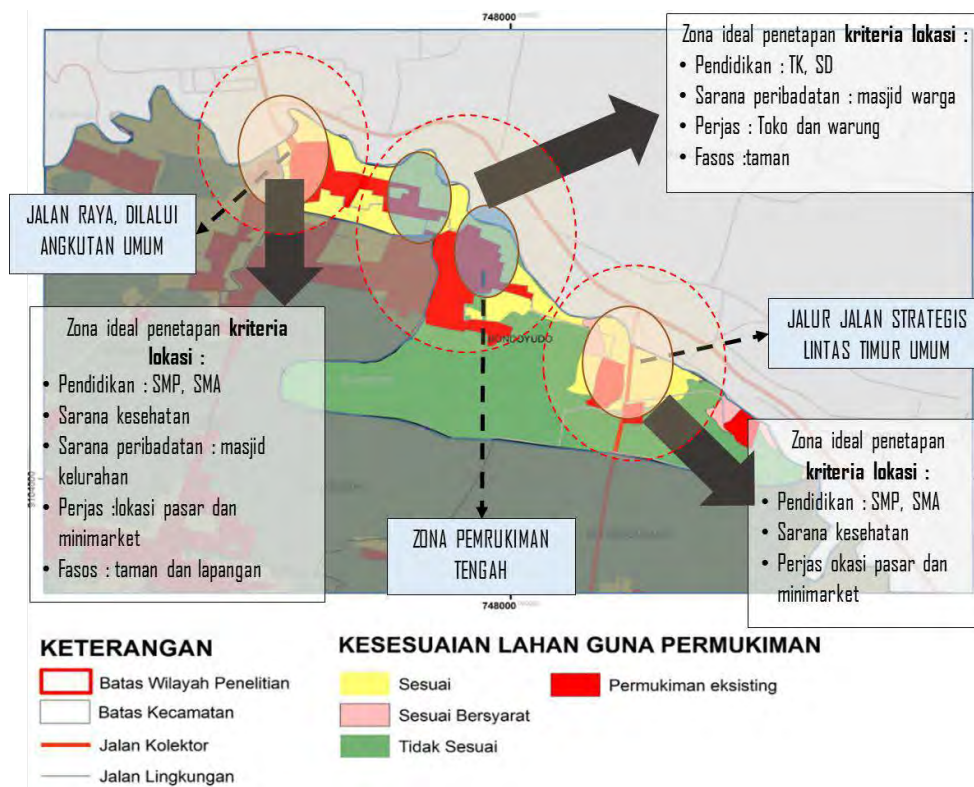 748000
Zona ideal penetapan kriteria lokasi :
• Pendidikan : TK, SD
• Sarana peribadatan : masjid warga
• Perjas : Toko dan warung
• Fasos :taman
JALAN RAYA, DILALUI
ANGKUTAN UMUM
Zona ideal penetapan kriteria
lokasi :
• Pendidikan : SMP, SMA
• Sarana kesehatan
• Sarana peribadatan : masjid
kelurahan
• Perjas :lokasi pasar dan
minimarket
• Fasos : taman dan lapangan
9104000
JALUR JALAN STRATEGIS
LINTAS TIMUR UMUM
Zona ideal penetapan
kriteria lokasi :
• Pendidikan : SMP, SMA
• Sarana kesehatan
• Perjas okasi pasar dan
minimarket
ZONA PEMRUKIMAN
TENGAH
748000
KETERANGAN
Batas Wilayah Penelitian
Batas Kecamatan
Jalan Kolektor
Jalan Lingkungan
KESESUAIAN LAHAN GUNA PERMUKIMAN
Sesuai
Sesuai Bersyarat
Tidak Sesuai
Permukiman eksisting